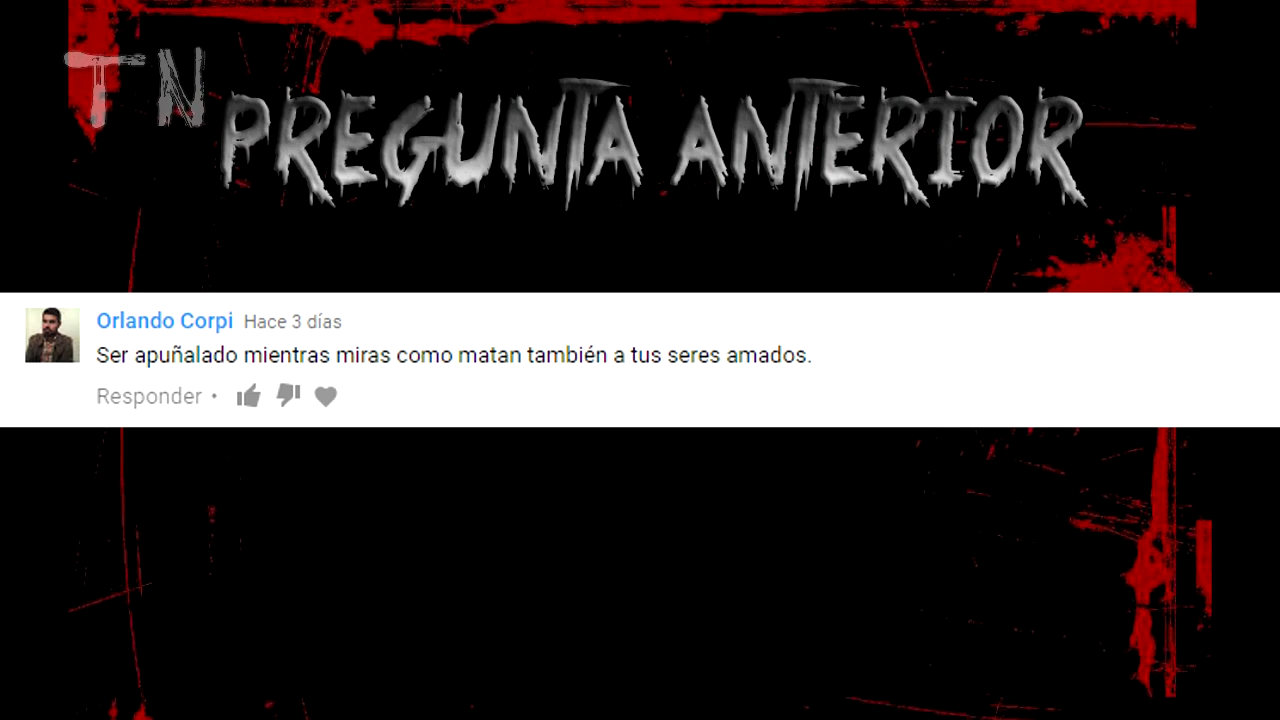 TN
PREGUNTA ANTERIOR
Orlando Corpi Hace 3 días
Ser apuñalado mientras miras como matan también a tus seres amados.
Responder •